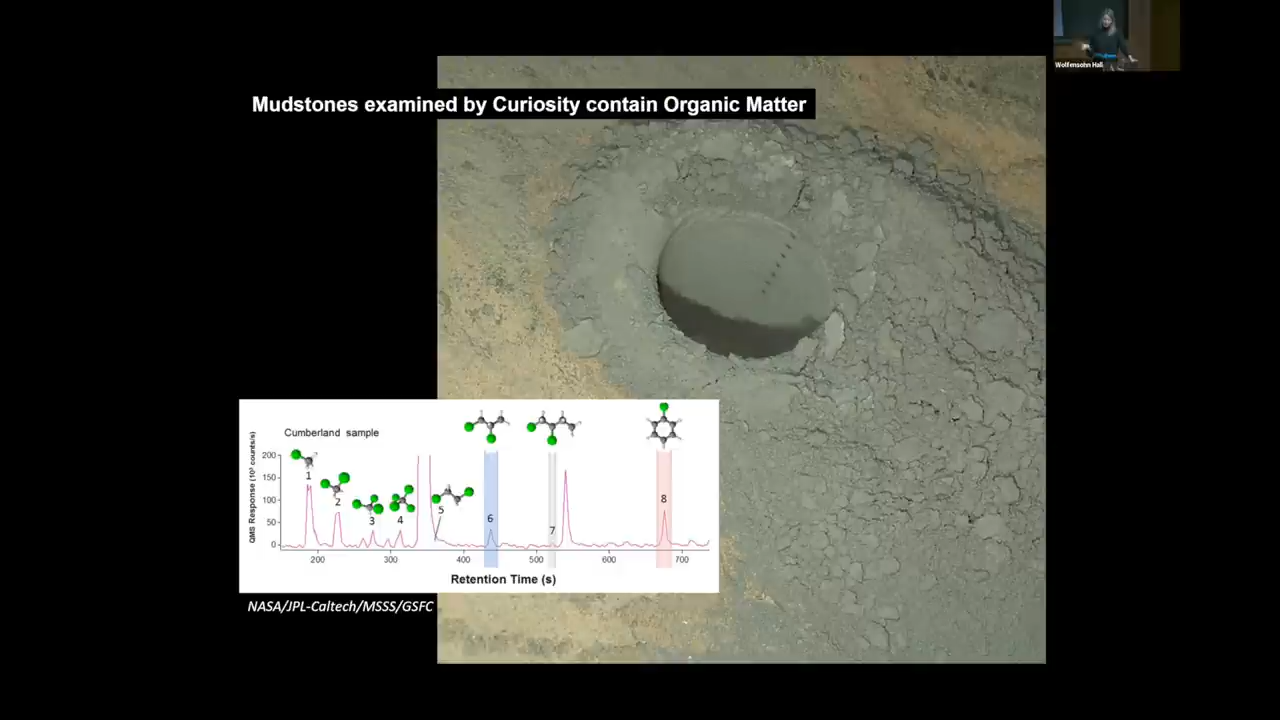 Wolfensohn Hall
Mudstones examined by Curiosity contain Organic Matter
Cumberland sample
QMS Response (10³ counts/s)
200
150
100
50
0
1
2
3
4
5
6
7
8
200 300 400 500 600 700
Retention Time (s)
NASA/JPL-Caltech/MSSS/GSFC